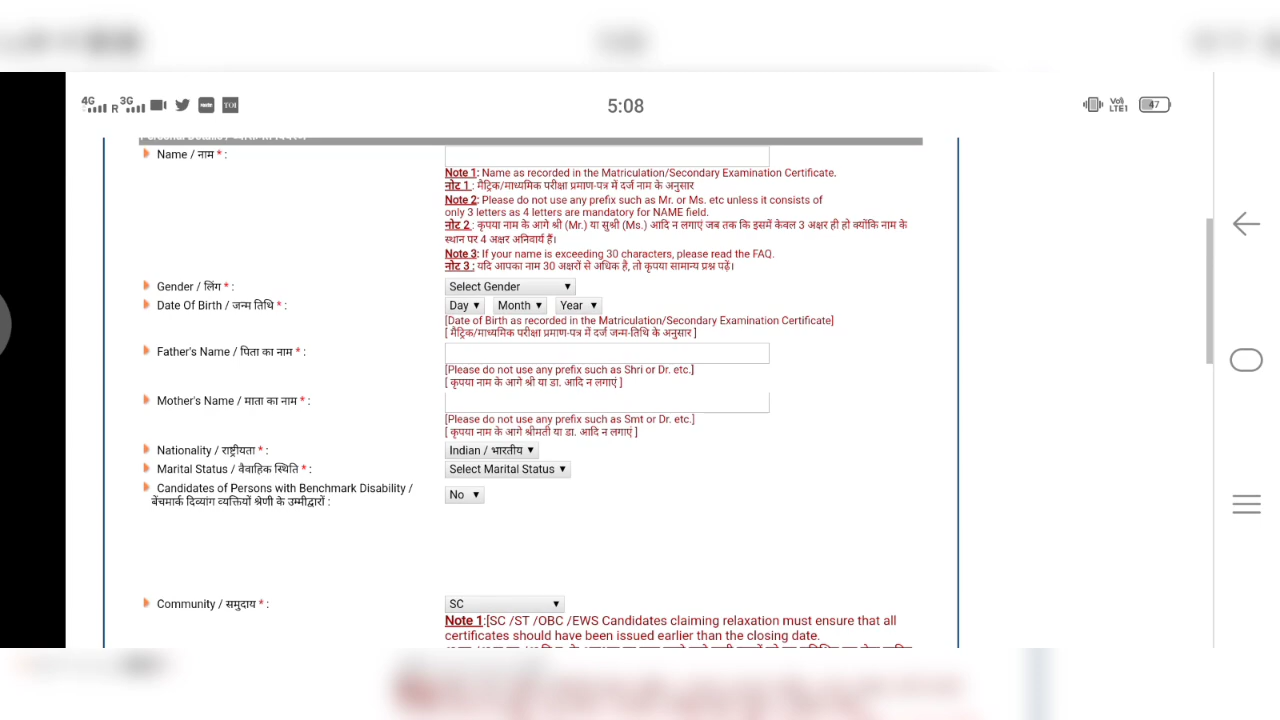 4G R 3G TOI 5:08 Vo) LTE1 47
Name / नाम * :
Note 1: Name as recorded in the Matriculation/Secondary Examination Certificate.
नोट 1 : मैट्रिक/माध्यमिक परीक्षा प्रमाण-पत्र में दर्ज नाम के अनुसार
Note 2: Please do not use any prefix such as Mr. or Ms. etc unless it consists of
only 3 letters as 4 letters are mandatory for NAME field.
नोट 2 : कृपया नाम के आगे श्री (Mr.) या सुश्री (Ms.) आदि न लगाएं जब तक कि इसमें केवल 3 अक्षर ही हो क्योंकि नाम के
स्थान पर 4 अक्षर अनिवार्य हैं।
Note 3: If your name is exceeding 30 characters, please read the FAQ.
नोट 3 : यदि आपका नाम 30 अक्षरों से अधिक है, तो कृपया सामान्य प्रश्न पढ़ें।
Gender / लिंग * : Select Gender
Date Of Birth / जन्म तिथि * : Day Month Year
[Date of Birth as recorded in the Matriculation/Secondary Examination Certificate]
[ मैट्रिक/माध्यमिक परीक्षा प्रमाण-पत्र में दर्ज जन्म-तिथि के अनुसार ]
Father's Name / पिता का नाम * :
[Please do not use any prefix such as Shri or Dr. etc.]
[ कृपया नाम के आगे श्री या डा. आदि न लगाएं ]
Mother's Name / माता का नाम * :
[Please do not use any prefix such as Smt or Dr. etc.]
[ कृपया नाम के आगे श्रीमती या डा. आदि न लगाएं ]
Nationality / राष्ट्रीयता * : Indian / भारतीय
Marital Status / वैवाहिक स्थिति * : Select Marital Status
Candidates of Persons with Benchmark Disability / No
बेंचमार्क दिव्यांग व्यक्तियों श्रेणी के उम्मीद्वारों :
Community / समुदाय * : SC
Note 1:[SC /ST /OBC /EWS Candidates claiming relaxation must ensure that all
certificates should have been issued earlier than the closing date.